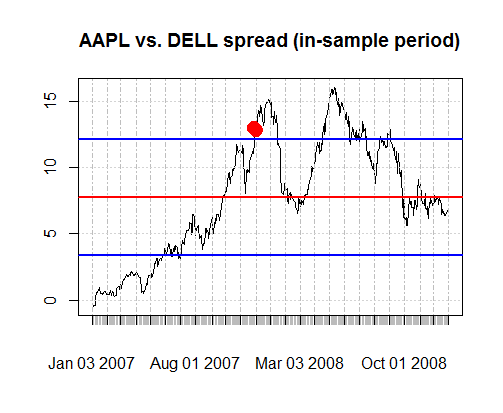 AAPL vs. DELL spread (in-sample period)
15
10
5
0
Jan 03 2007 Aug 01 2007 Mar 03 2008 Oct 01 2008